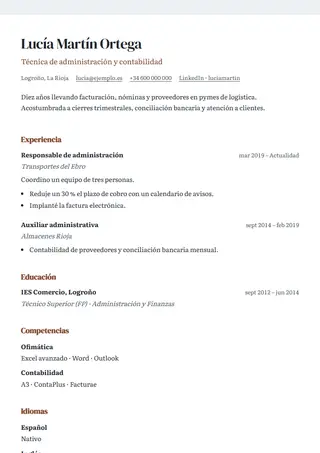 Lucía Martín Ortega
Técnica de administración y contabilidad
Logroño, La Rioja lucia@ejemplo.es +34 600 000 000 LinkedIn · luciamartin
Diez años llevando facturación, nóminas y proveedores en pymes de logística.
Acostumbrada a cierres trimestrales, conciliación bancaria y atención a clientes.
Experiencia
Responsable de administración mar 2019 – Actualidad
Transportes del Ebro
Coordino un equipo de tres personas.
• Reduje un 30 % el plazo de cobro con un calendario de avisos.
• Implanté la factura electrónica.
Auxiliar administrativa sept 2014 – feb 2019
Almacenes Rioja
• Contabilidad de proveedores y conciliación bancaria mensual.
Educación
IES Comercio, Logroño sept 2012 – jun 2014
Técnico Superior (FP) · Administración y Finanzas
Competencias
Ofimática
Excel avanzado · Word · Outlook
Contabilidad
A3 · ContaPlus · Facturae
Idiomas
Español
Nativo